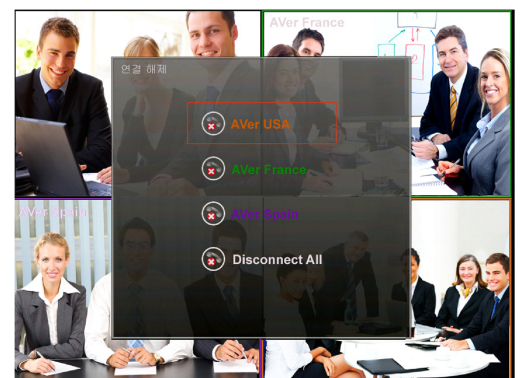 AVer France
연결 해제
AVer USA
AVer France
AVer Spain
AVer Spain
Disconnect All